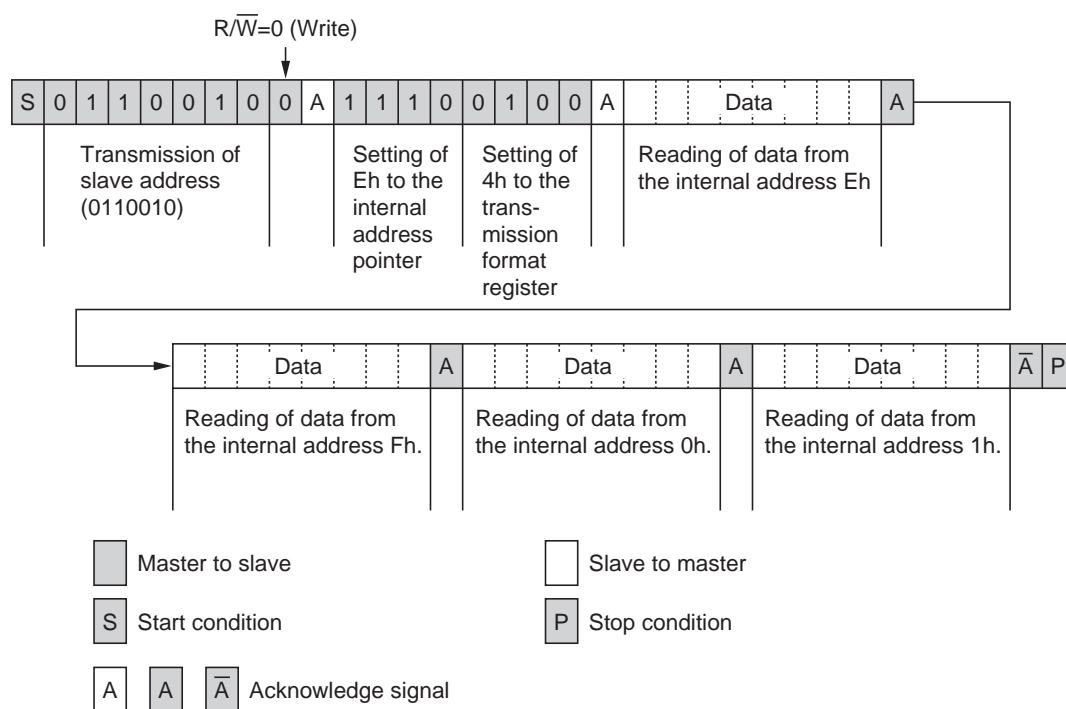 R/W̅=0 (Write)
S 0 1 1 0 0 1 0 0 A 1 1 1 0 0 1 0 0 A Data A
Transmission of
slave address
(0110010)
Setting of
Eh to the
internal
address
pointer
Setting of
4h to the
trans-
mission
format
register
Reading of data from
the internal address Eh
Data A Data A Data A̅ P
Reading of data from
the internal address Fh.
Reading of data from
the internal address 0h.
Reading of data from
the internal address 1h.
Master to slave
Slave to master
S Start condition
P Stop condition
A A A̅ Acknowledge signal